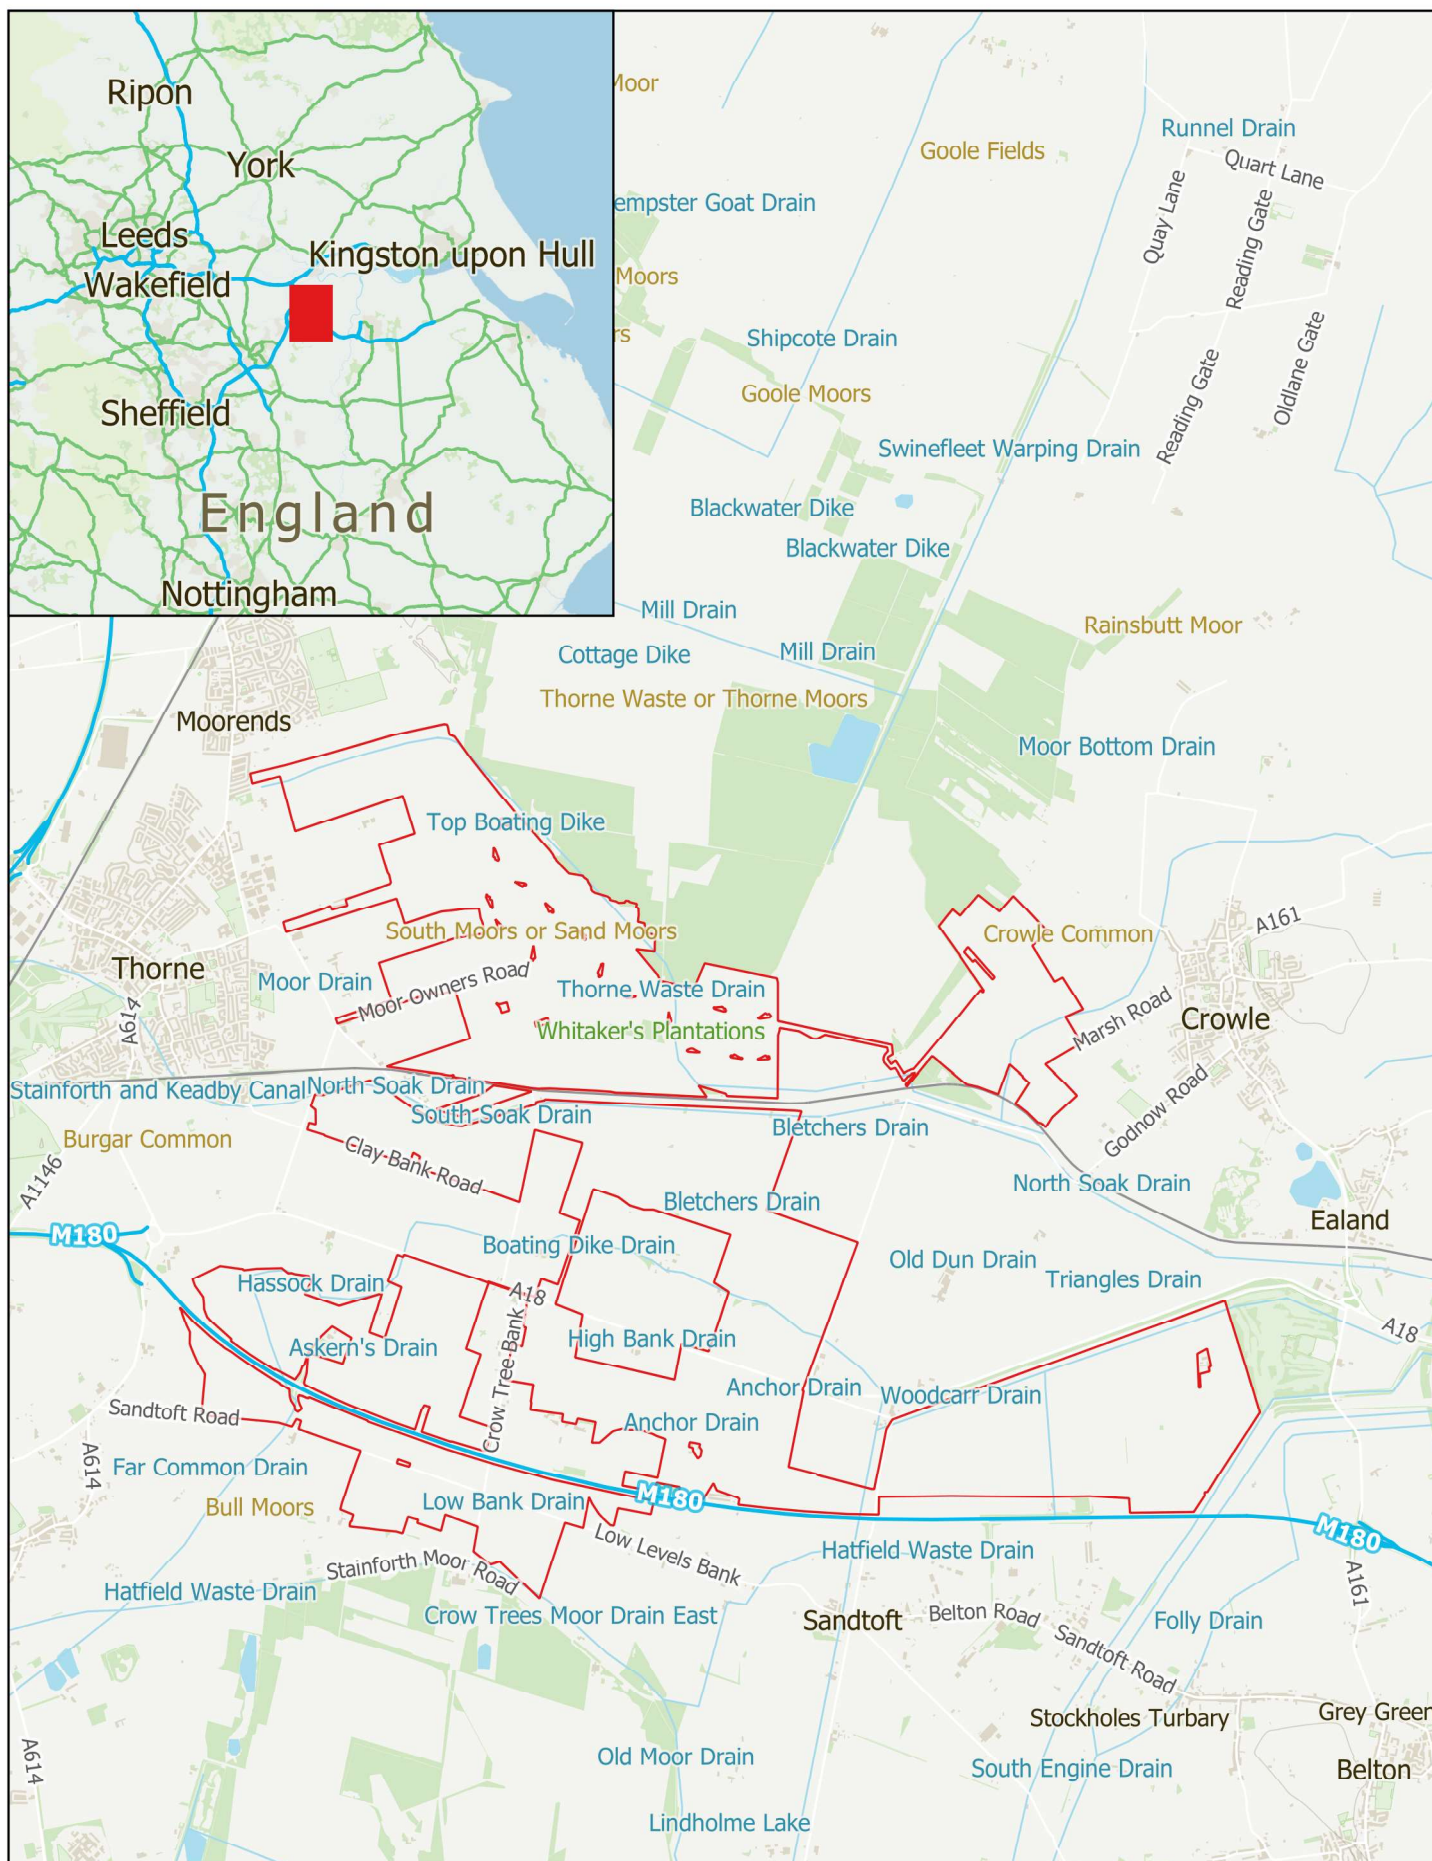 Ripon
York
Leeds
Kingston upon Hull
Wakefield
Sheffield
England
Nottingham
Moor
Goole Fields
Runnel Drain
Quart Lane
Quay Lane
Reading Gate
empster Goat Drain
Moors
rs
Shipcote Drain
Goole Moors
Reading Gate
Oldlane Gate
Swinefleet Warping Drain
Blackwater Dike
Blackwater Dike
Mill Drain
Mill Drain
Cottage Dike
Rainsbutt Moor
Thorne Waste or Thorne Moors
Moorends
Moor Bottom Drain
Top Boating Dike
South Moors or Sand Moors
Crowle Common
A161
Thorne
Moor Drain
Moor Owners Road
Thorne Waste Drain
A614
Whitaker's Plantations
Marsh Road
Crowle
Stainforth and Keadby Canal
North Soak Drain
South Soak Drain
Bletchers Drain
Godnow Road
Burgar Common
Clay Bank Road
A1146
North Soak Drain
Bletchers Drain
Ealand
M180
Boating Dike Drain
Old Dun Drain
Triangles Drain
Hassock Drain
A18
A18
Askern's Drain
High Bank Drain
Crow Tree Bank
Anchor Drain
Woodcarr Drain
Sandtoft Road
Anchor Drain
A614
Far Common Drain
Bull Moors
Low Bank Drain
M180
M180
Low Levels Bank
Hatfield Waste Drain
Stainforth Moor Road
Hatfield Waste Drain
A161
Crow Trees Moor Drain East
Sandtoft
Belton Road
Sandtoft Road
Folly Drain
Stockholes Turbary
Grey Green
A614
Old Moor Drain
South Engine Drain
Belton
Lindholme Lake